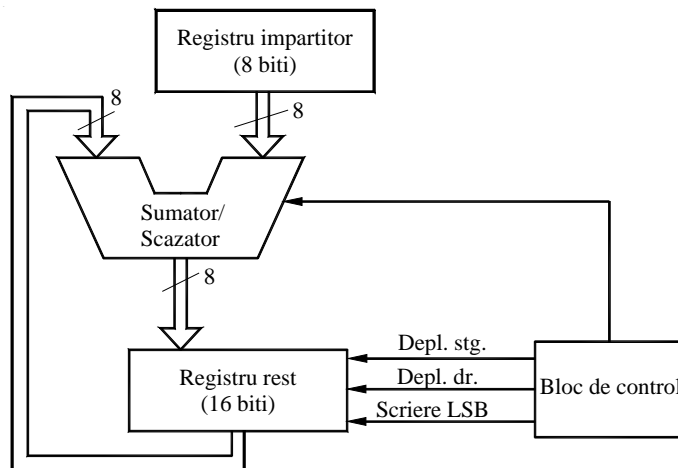 Registru impartitor
(8 biti)
8
8
Sumator/
Scazator
8
Depl. stg.
Registru rest
(16 biti)
Depl. dr.
Scriere LSB
Bloc de control